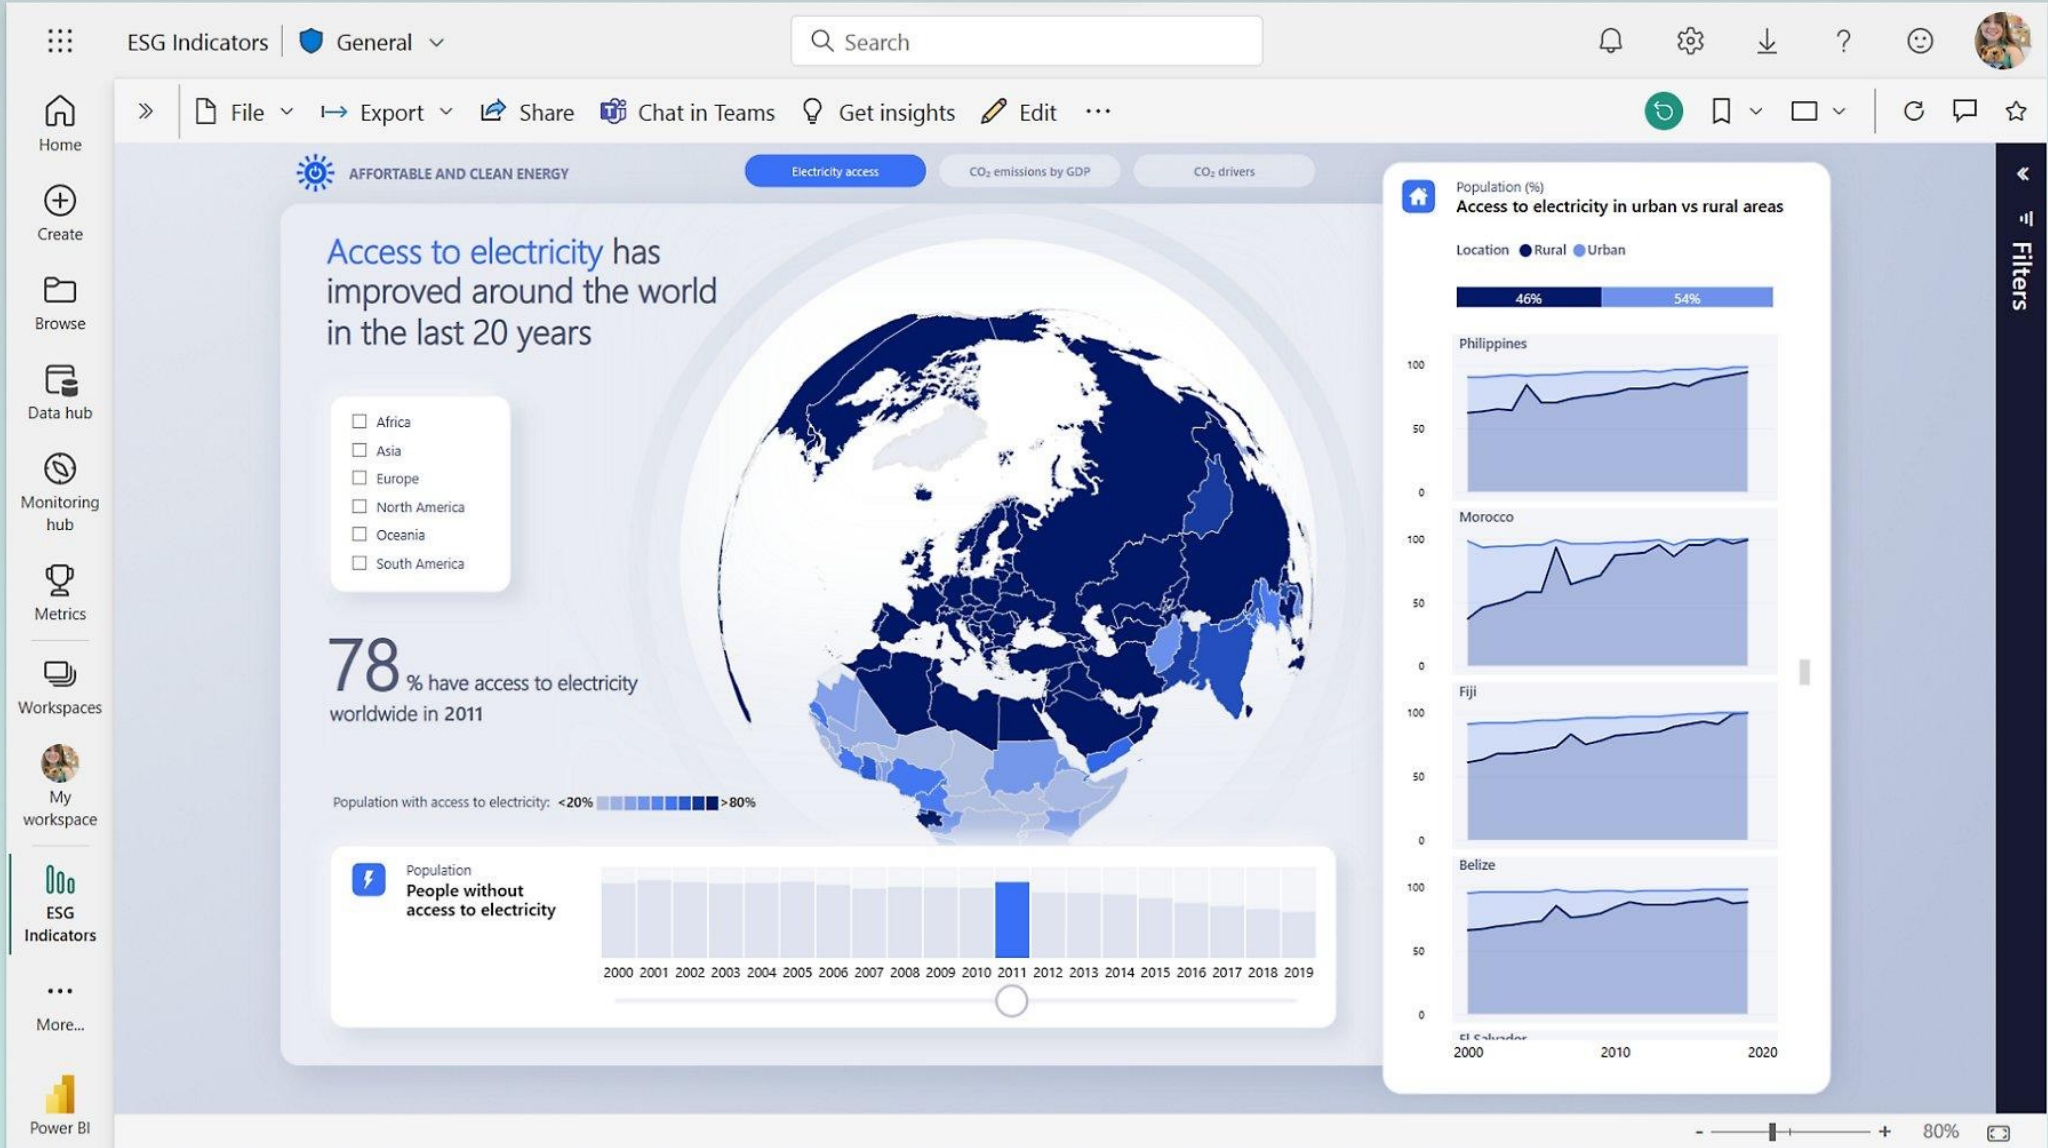 ESG Indicators
General
Search
Home
Create
Browse
Data hub
Monitoring
hub
Metrics
Workspaces
My
workspace
ESG
Indicators
More...
Power BI
File
Export
Share
Chat in Teams
Get insights
Edit
AFFORTABLE AND CLEAN ENERGY
Electricity access
CO₂ emissions by GDP
CO₂ drivers
Access to electricity has
improved around the world
in the last 20 years
Africa
Asia
Europe
North America
Oceania
South America
78 % have access to electricity
worldwide in 2011
Population with access to electricity: <20% >80%
Population
People without
access to electricity
2000 2001 2002 2003 2004 2005 2006 2007 2008 2009 2010 2011 2012 2013 2014 2015 2016 2017 2018 2019
Population (%)
Access to electricity in urban vs rural areas
Location Rural Urban
46% 54%
Philippines
100
50
0
Morocco
100
50
0
Fiji
100
50
0
Belize
100
50
0
El Salvador
2000 2010 2020
Filters
- + 80%